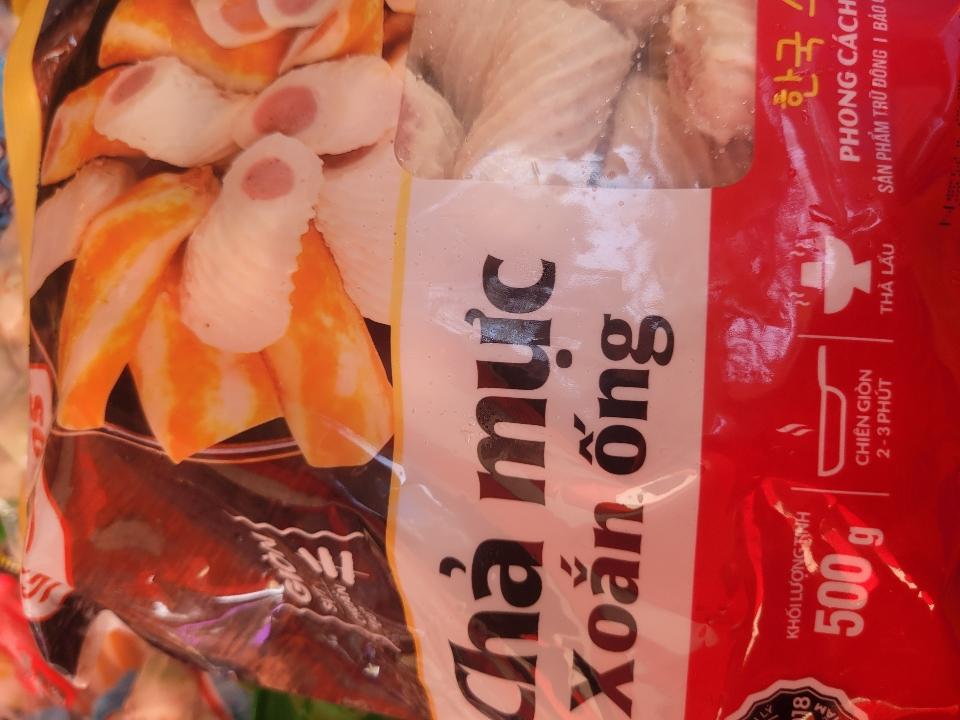 Chả mực
Xoắn ống
한국
PHONG CÁCH
SẢN PHẨM TRỮ ĐÔNG |
KHỐI LƯỢNG TỊNH
500 g
CHIÊN GIÒN
2 - 3 PHÚT
THẢ LẨU